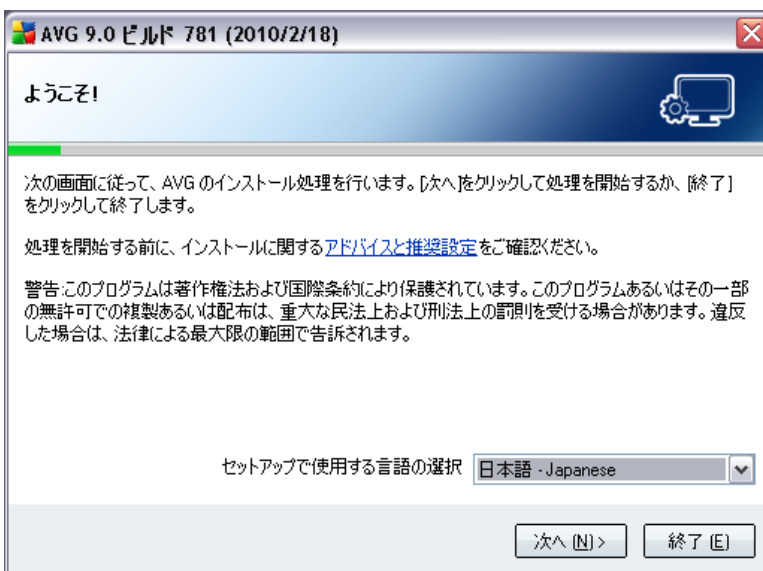 AVG 9.0 ビルド 781 (2010/2/18)
ようこそ!
次の画面に従って、AVG のインストール処理を行います。[次へ]をクリックして処理を開始するか、[終了]
をクリックして終了します。
処理を開始する前に、インストールに関するアドバイスと推奨設定をご確認ください。
警告:このプログラムは著作権法および国際条約により保護されています。このプログラムあるいはその一部
の無許可での複製あるいは配布は、重大な民法上および刑法上の罰則を受ける場合があります。違反
した場合は、法律による最大限の範囲で告訴されます。
セットアップで使用する言語の選択 日本語 - Japanese
次へ (N) > 終了 (E)